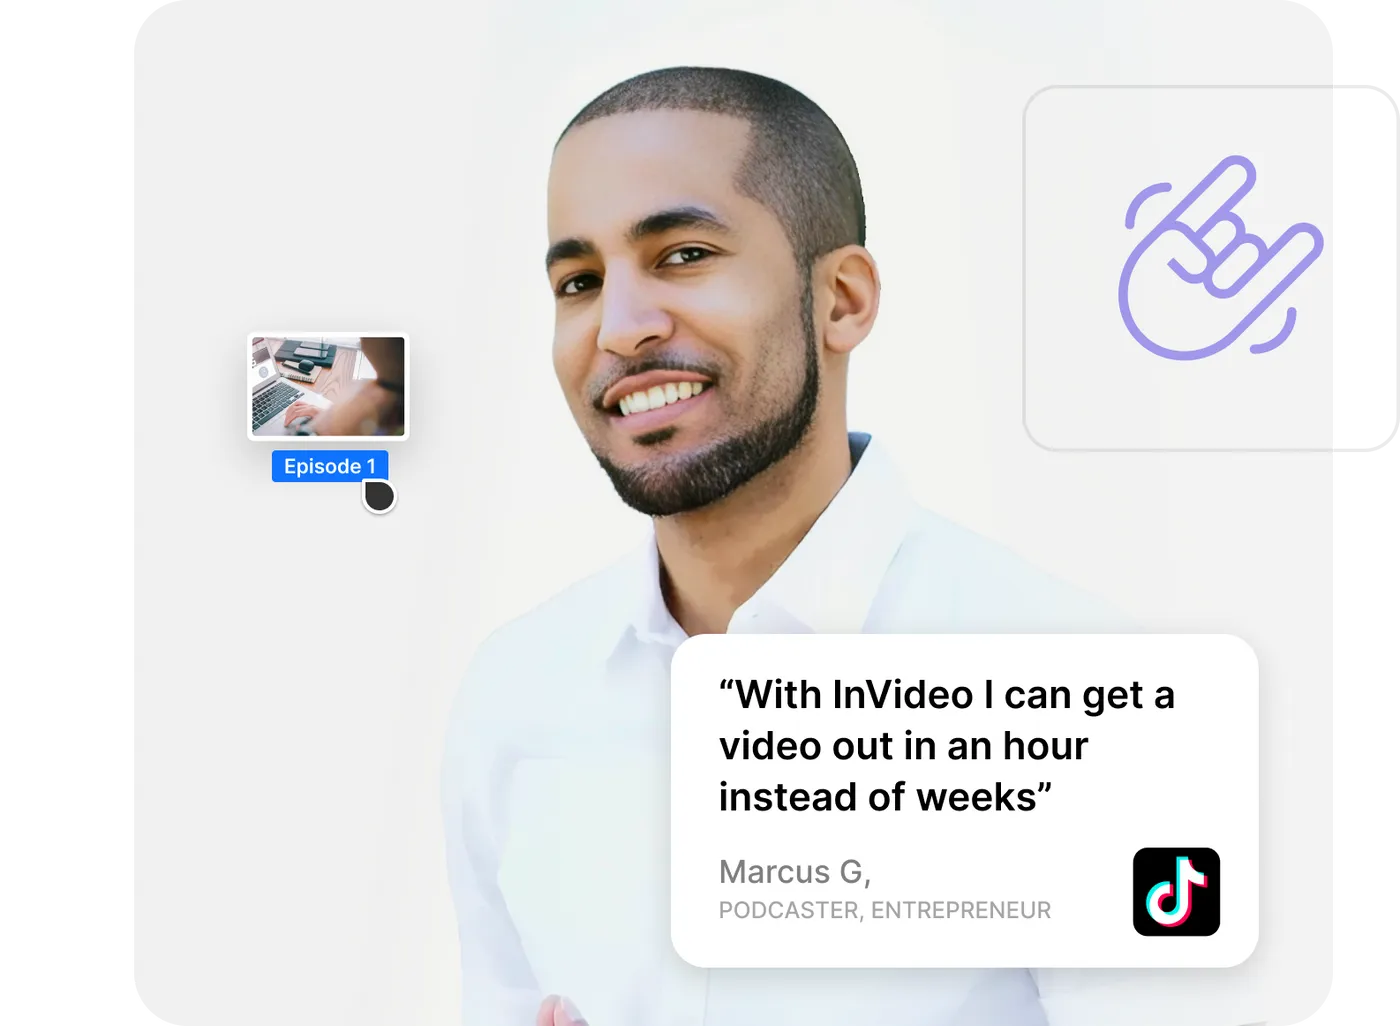 Episode 1
“With InVideo I can get a
video out in an hour
instead of weeks”
Marcus G,
PODCASTER, ENTREPRENEUR